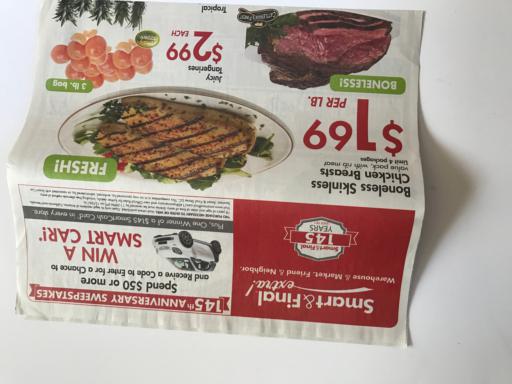 Smart&Final
extra!
Warehouse & Market. Friend & Neighbor.
Smart&Final
145
YEARS
145th ANNIVERSARY SWEEPSTAKES
Spend $50 or more
and Receive a Code to Enter for a Chance to
WIN A
SMART CAR!*
Plus, One Winner of a $145 SmartCash Card in every store.
Boneless Skinless
Chicken Breasts
value pack, with rib meat
Limit 4 packages
$1 69
PER LB.
FRESH!
BONELESS!
3 lb. bag
Juicy
Tangerines
$2 99
EACH
Tropical